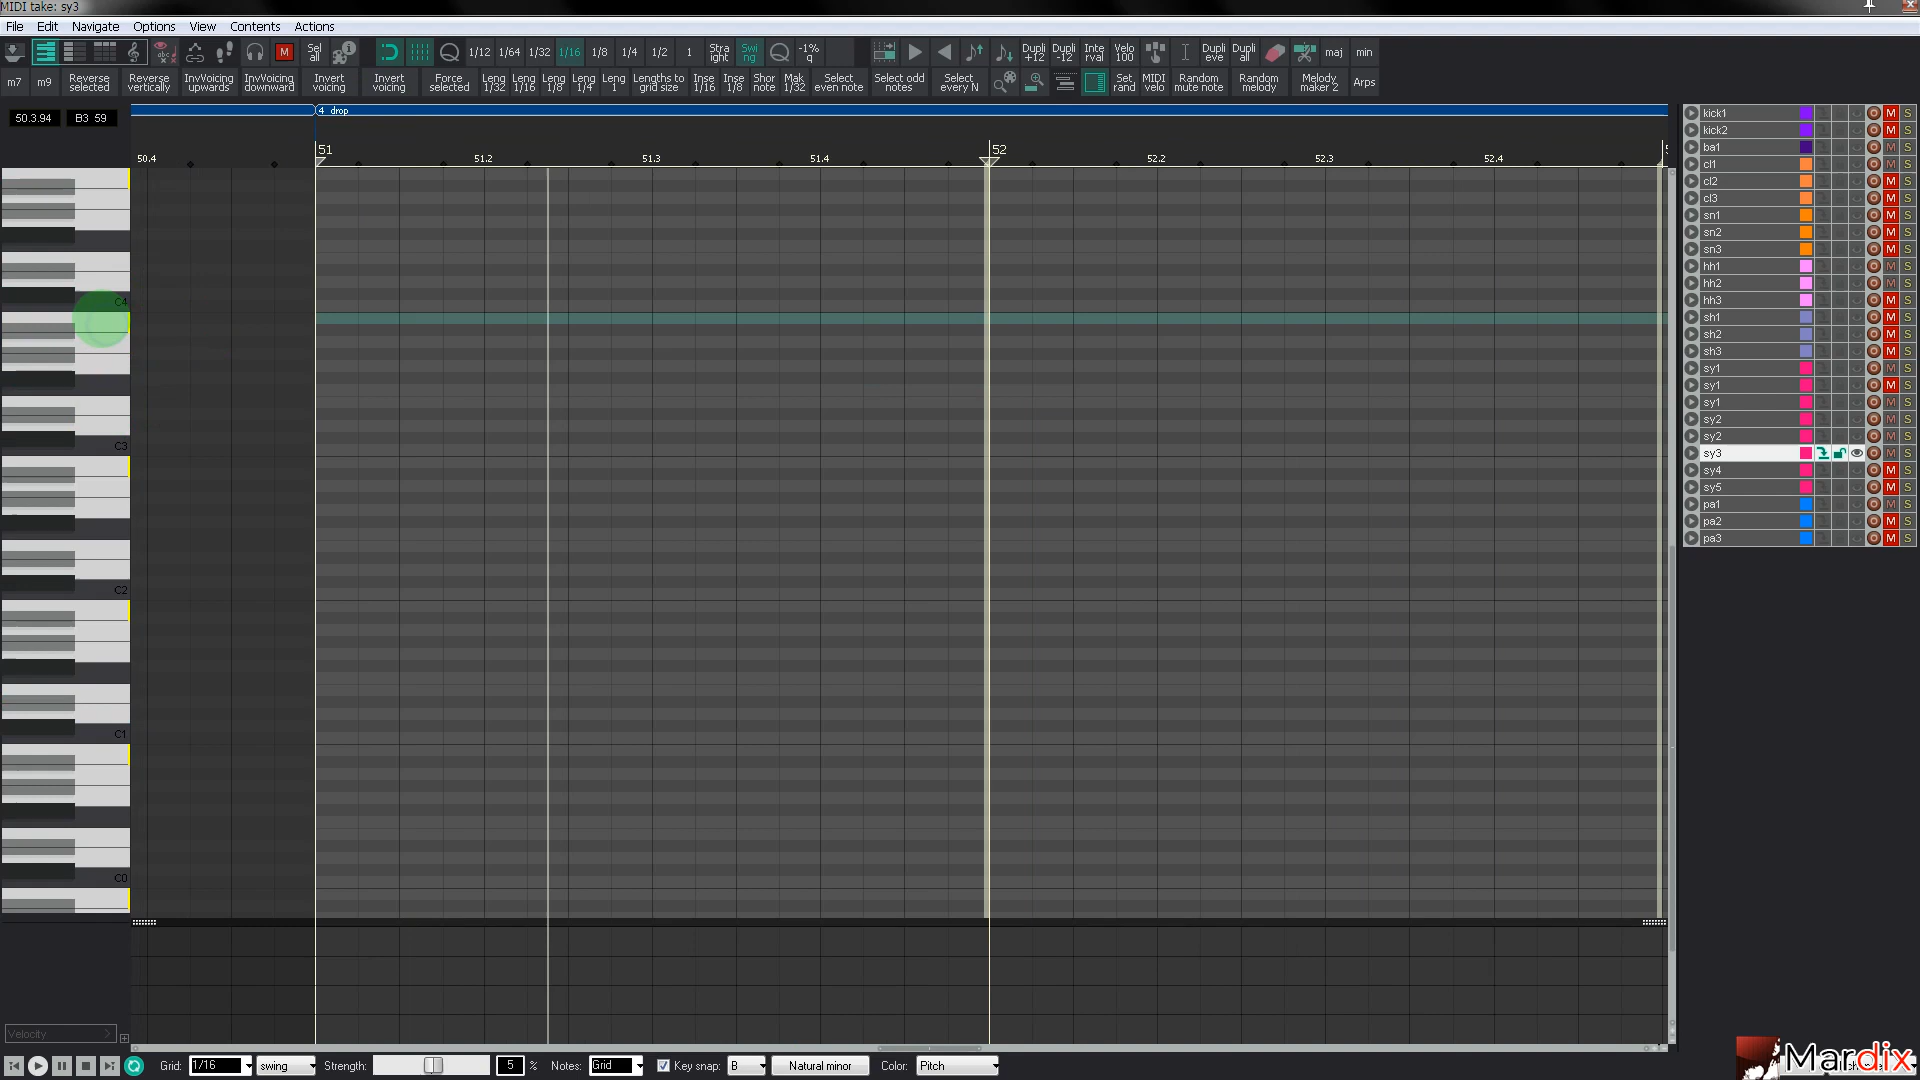 MIDI take: sy3
File Edit Navigate Options View Contents Actions
Sel all M 1/12 1/64 1/32 1/16 1/8 1/4 1/2 1 Stra ight Swi ng -1% q Dupli +12 Dupli -12 Inte rval Velo 100 Dupli eve Dupli all maj min
m7 m9 Reverse selected Reverse vertically InvVoicing upwards InvVoicing downward Invert voicing Invert voicing Force selected Leng 1/32 Leng 1/16 Leng 1/8 Leng 1/4 Leng 1 Lengths to grid size Inse 1/16 Inse 1/8 Shor note Mak 1/32 Select even note Select odd notes Select every N Set rand MIDI velo Random mute note Random melody Melody maker 2 Arps
50.3.94 B3 59
4 drop
51 52
50.4 51.2 51.3 51.4 52.2 52.3 52.4
C4
C3
C2
C1
C0
kick1 M S
kick2 M S
ba1 M S
cl1 M S
cl2 M S
cl3 M S
sn1 M S
sn2 M S
sn3 M S
hh1 M S
hh2 M S
hh3 M S
sh1 M S
sh2 M S
sh3 M S
sy1 M S
sy1 M S
sy1 M S
sy2 M S
sy2 M S
sy3 M S
sy4 M S
sy5 M S
pa1 M S
pa2 M S
pa3 M S
Velocity
Grid: 1/16 swing Strength: 5 % Notes: Grid Key snap: B Natural minor Color: Pitch
Mardix